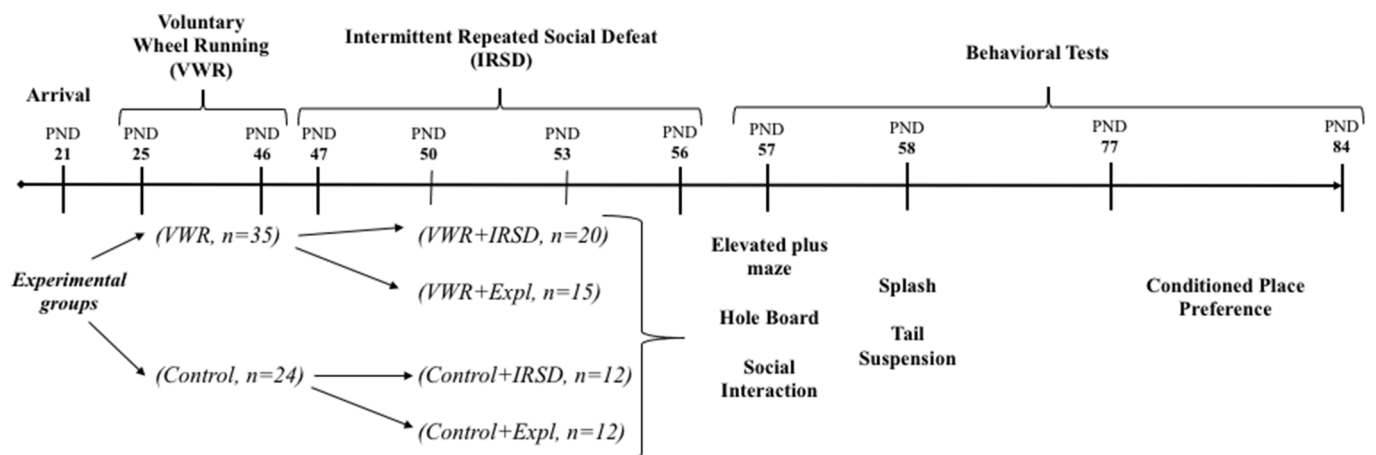 Voluntary
Wheel Running
(VWR)
Intermittent Repeated Social Defeat
(IRSD)
Behavioral Tests
Arrival
PND
21
PND
25
PND
46
PND
47
PND
50
PND
53
PND
56
PND
57
PND
58
PND
77
PND
84
Experimental
groups
(VWR, n=35)
(Control, n=24)
(VWR+IRSD, n=20)
(VWR+Expl, n=15)
(Control+IRSD, n=12)
(Control+Expl, n=12)
Elevated plus
maze
Hole Board
Social
Interaction
Splash
Tail
Suspension
Conditioned Place
Preference